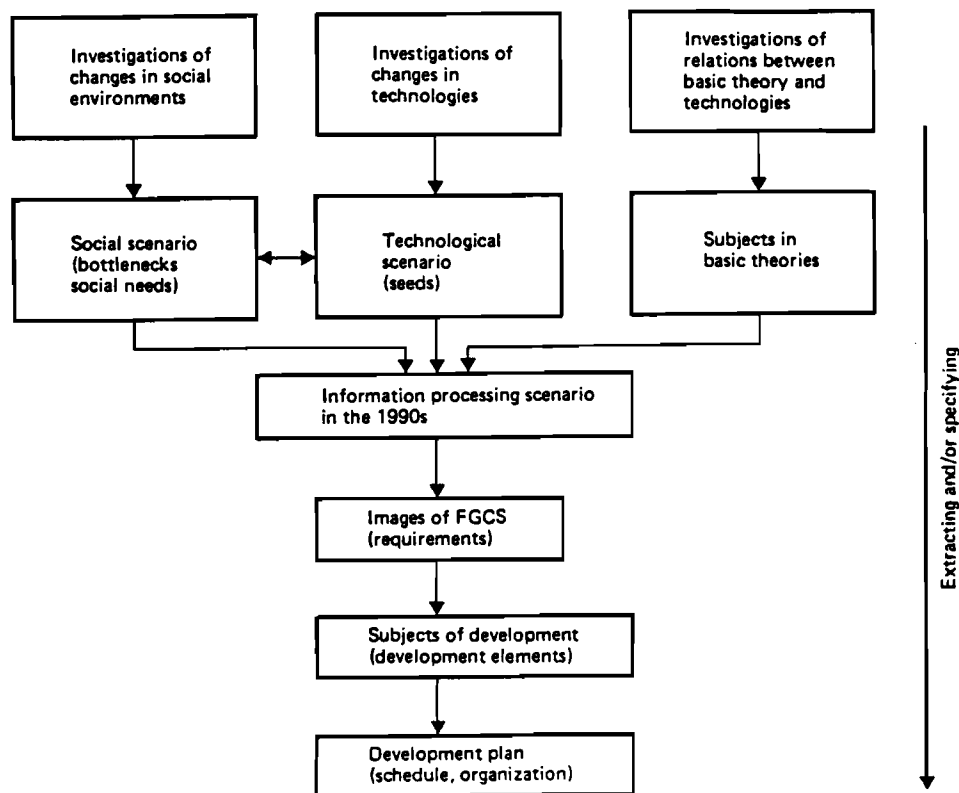 Investigations of
changes in social
environments
Investigations of
changes in
technologies
Investigations of
relations between
basic theory and
technologies
Social scenario
(bottlenecks
social needs)
Technological
scenario
(seeds)
Subjects in
basic theories
Information processing scenario
in the 1990s
Images of FGCS
(requirements)
Subjects of development
(development elements)
Development plan
(schedule, organization)
Extracting and/or specifying